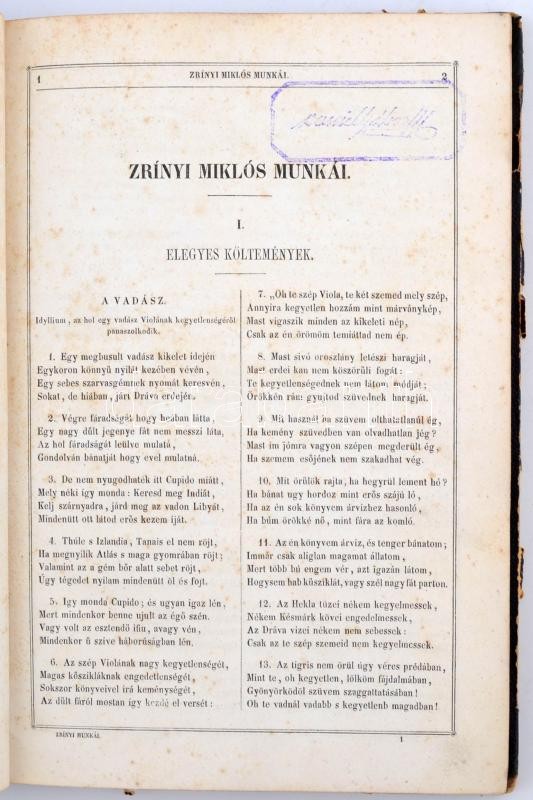 1
ZRÍNYI MIKLÓS MUNKÁI.
2
ZRÍNYI MIKLÓS MUNKÁI.
I.
ELEGYES KÖLTEMÉNYEK.
A VADÁSZ.
Idyllium, az hol egy vadász Violának kegyetlenségéről
panaszolkodik.
1. Egy megbusult vadász kikelet idején
Egykoron könnyü nyilát kezében vévén,
Egy sebes szarvasgémnek nyomát keresvén,
Sokat, de hiában, járt Dráva erdején.
2. Végre fáradságát hogy heában látta,
Egy nagy dült jegenye fát nem messzi láta,
Az hol fáradságát leülve mulatá,
Gondolván bánatját hogy evel mulatná.
3. De nem nyugodhaték itt Cupido miátt,
Mely néki igy monda: Keresd meg Indiát,
Kelj szárnyadra, járd meg az vadon Libyát,
Mindenütt ott látod erős kezem íját.
4. Thúle s Izlandia, Tanais el nem röjt,
Ha megnyilik Atlás s maga gyomrában röjt;
Valamint az a gém bőr alatt sebet röjt,
Úgy tégedet nyilam mindenütt öl és fojt.
5. Igy monda Cupido; és ugyan igaz lén,
Mert mindenkor benne ujult az égő szén.
Vagy volt az esztendő ifiu, avagy vén,
Mindenkor ű szive háboruságban lén.
6. Az szép Violának nagy kegyetlenségét,
Magas kőszikláknak engedetlenségét,
Sokszor könyveivel irá keménységét,
Az dült fáról mostan igy kezdé el versét:
7. „Oh te szép Viola, te két szemed mely szép,
Annyira kegyetlen hozzám mint márványkép,
Mast vigaszik minden az kikeleti nép,
Csak az én örömöm temiáttad nem ép.
8. Mast sivó oroszlány letészi haragját,
Mast erdei kan nem köszörüli fogát:
Te kegyetlenségednek nem látom módját;
Örökkén rám gyujtod szüvednek haragját.
9. Mit használ ha szüvem olthatatlanúl ég,
Ha kemény szüvedben van olvadhatlan jég?
Mast im jómra vagyon szépen megderült ég,
Ha szemem esőjének nem szakadhat vég.
10. Mit örülök rajta, ha hegyrül lement hó?
Ha bánat ugy hordoz mint erős szájú ló,
Ha az én sok könyvem árvizhez hasonló,
Ha búm örökké nő, mint fára az komló.
11. Az én könyvem árviz, és tenger bánatom;
Immár csak aliglan magamat állatom,
Mert több bú engem vér, azt igazán látom,
Hogysem hab kősziklát, vagy szél nagy fát parton.
12. Az Hekla tüzei nékem kegyelmessek,
Nékem Késmárk kövei engedelmessek,
Az Dráva vizei nékem nem sebessek:
Csak az te szép szemeid nem kegyelmessek.
13. Az tigris nem örül úgy véres prédában,
Mint te, oh kegyetlen, lölköm fájdalmában,
Gyönyörködöl szüvem szaggattatásában!
Oh te vadnál vadabb s kegyetlenb magadban!
ZRÍNYI MUNKÁI.
1